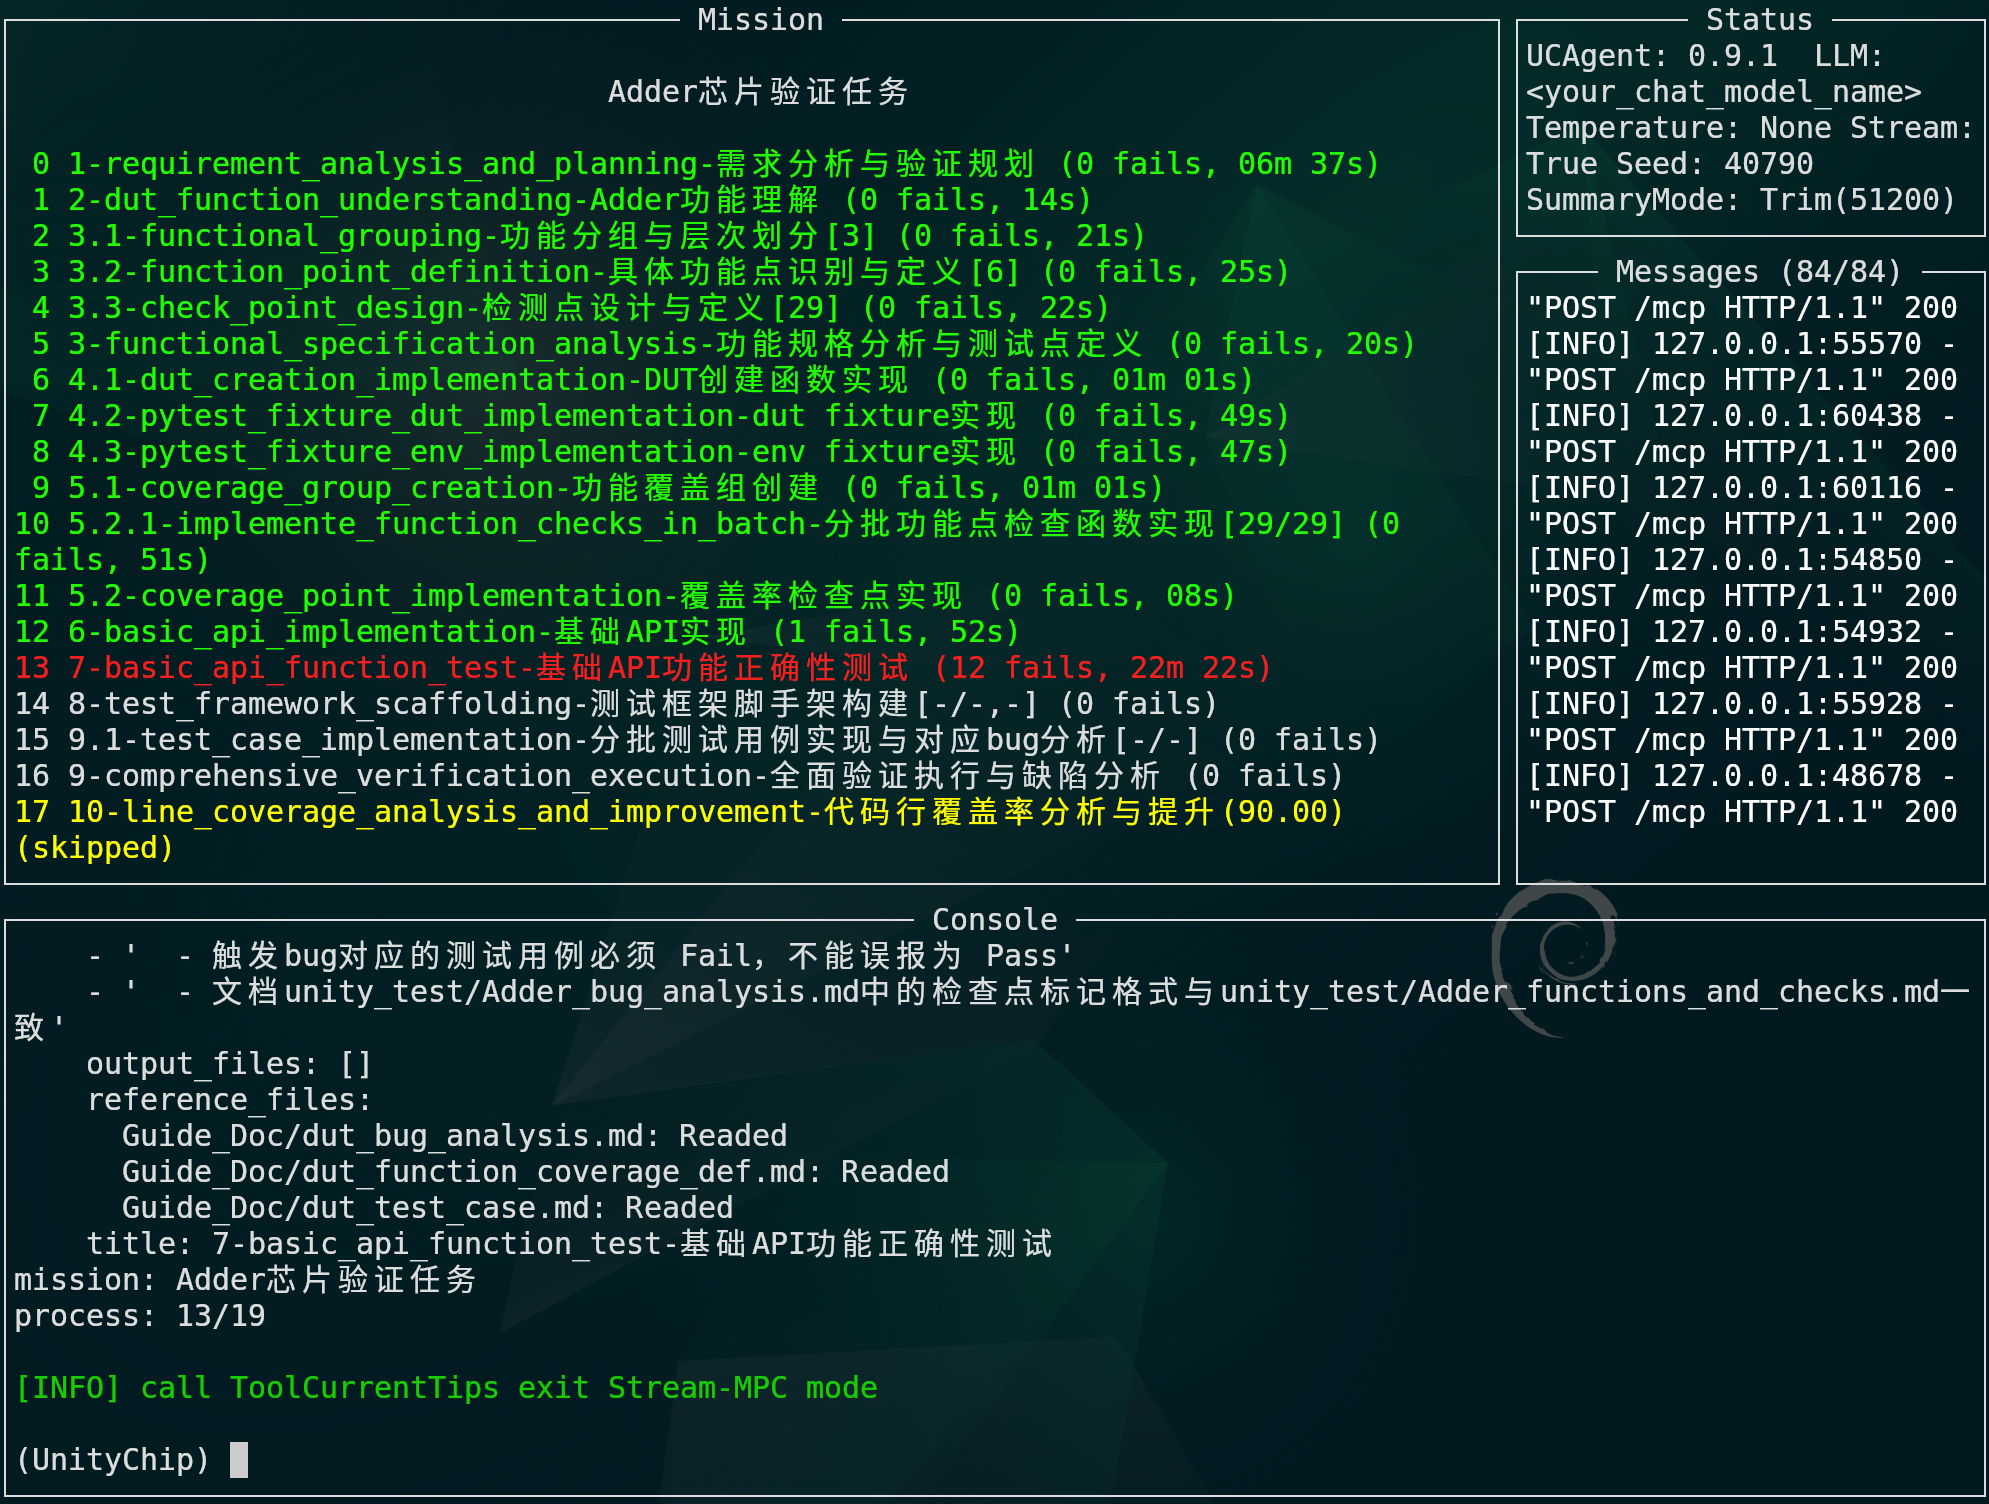 Mission
Adder芯片验证任务
0 1-requirement_analysis_and_planning-需求分析与验证规划 (0 fails, 06m 37s)
1 2-dut_function_understanding-Adder功能理解 (0 fails, 14s)
2 3.1-functional_grouping-功能分组与层次划分[3] (0 fails, 21s)
3 3.2-function_point_definition-具体功能点识别与定义[6] (0 fails, 25s)
4 3.3-check_point_design-检测点设计与定义[29] (0 fails, 22s)
5 3-functional_specification_analysis-功能规格分析与测试点定义 (0 fails, 20s)
6 4.1-dut_creation_implementation-DUT创建函数实现 (0 fails, 01m 01s)
7 4.2-pytest_fixture_dut_implementation-dut fixture实现 (0 fails, 49s)
8 4.3-pytest_fixture_env_implementation-env fixture实现 (0 fails, 47s)
9 5.1-coverage_group_creation-功能覆盖组创建 (0 fails, 01m 01s)
10 5.2.1-implemente_function_checks_in_batch-分批功能点检查函数实现[29/29] (0
fails, 51s)
11 5.2-coverage_point_implementation-覆盖率检查点实现 (0 fails, 08s)
12 6-basic_api_implementation-基础API实现 (1 fails, 52s)
13 7-basic_api_function_test-基础API功能正确性测试 (12 fails, 22m 22s)
14 8-test_framework_scaffolding-测试框架脚手架构建[-/-,-] (0 fails)
15 9.1-test_case_implementation-分批测试用例实现与对应bug分析[-/-] (0 fails)
16 9-comprehensive_verification_execution-全面验证执行与缺陷分析 (0 fails)
17 10-line_coverage_analysis_and_improvement-代码行覆盖率分析与提升(90.00)
(skipped)
Status
UCAgent: 0.9.1  LLM:
<your_chat_model_name>
Temperature: None Stream:
True Seed: 40790
SummaryMode: Trim(51200)
Messages (84/84)
"POST /mcp HTTP/1.1" 200
[INFO] 127.0.0.1:55570 -
"POST /mcp HTTP/1.1" 200
[INFO] 127.0.0.1:60438 -
"POST /mcp HTTP/1.1" 200
[INFO] 127.0.0.1:60116 -
"POST /mcp HTTP/1.1" 200
[INFO] 127.0.0.1:54850 -
"POST /mcp HTTP/1.1" 200
[INFO] 127.0.0.1:54932 -
"POST /mcp HTTP/1.1" 200
[INFO] 127.0.0.1:55928 -
"POST /mcp HTTP/1.1" 200
[INFO] 127.0.0.1:48678 -
"POST /mcp HTTP/1.1" 200
Console
- '  - 触发bug对应的测试用例必须 Fail，不能误报为 Pass'
- '  - 文档unity_test/Adder_bug_analysis.md中的检查点标记格式与unity_test/Adder_functions_and_checks.md一
致'
output_files: []
reference_files:
Guide_Doc/dut_bug_analysis.md: Readed
Guide_Doc/dut_function_coverage_def.md: Readed
Guide_Doc/dut_test_case.md: Readed
title: 7-basic_api_function_test-基础API功能正确性测试
mission: Adder芯片验证任务
process: 13/19
[INFO] call ToolCurrentTips exit Stream-MPC mode
(UnityChip)